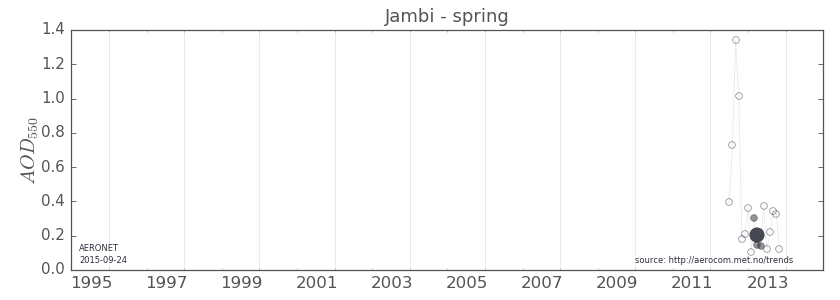 Jambi - spring
1.4
1.2
1.0
0.8
0.6
0.4
0.2
0.0
AOD550
AERONET
2015-09-24
source: http://aerocom.met.no/trends
1995 1997 1999 2001 2003 2005 2007 2009 2011 2013